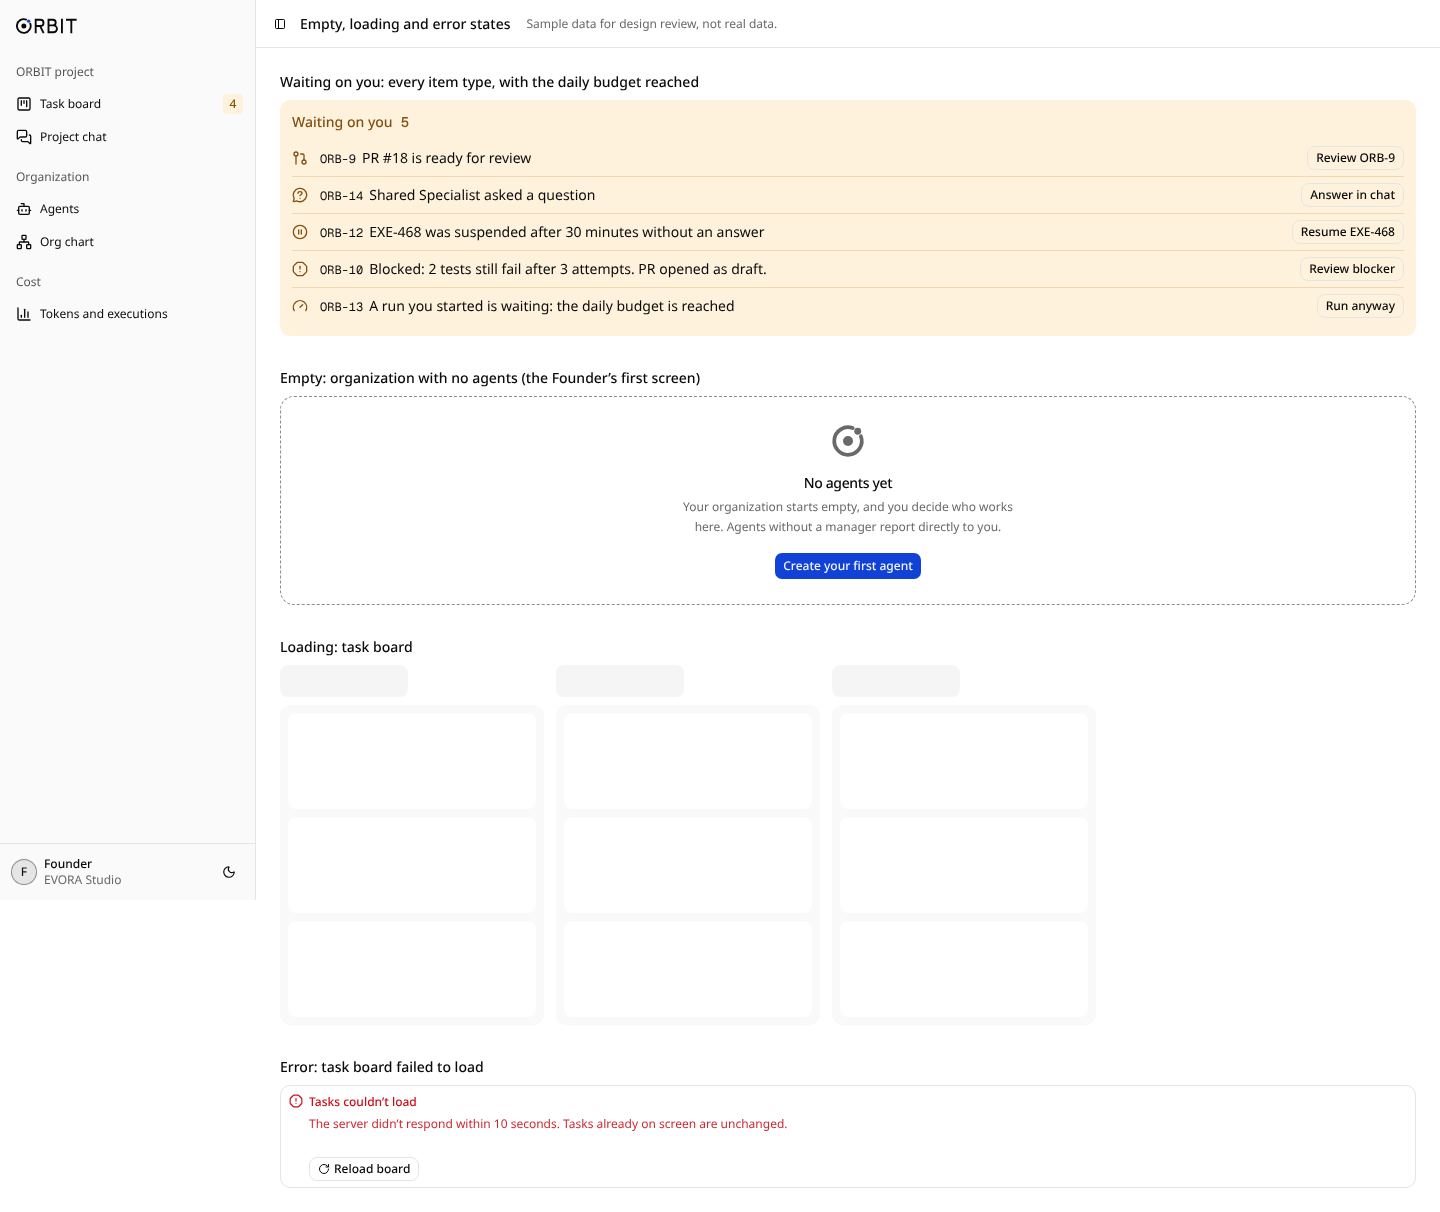 ORBIT
Empty, loading and error states
Sample data for design review, not real data.
ORBIT project
Task board
4
Project chat
Organization
Agents
Org chart
Cost
Tokens and executions
F
Founder
EVORA Studio
Waiting on you: every item type, with the daily budget reached
Waiting on you 5
ORB-9 PR #18 is ready for review
Review ORB-9
ORB-14 Shared Specialist asked a question
Answer in chat
ORB-12 EXE-468 was suspended after 30 minutes without an answer
Resume EXE-468
ORB-10 Blocked: 2 tests still fail after 3 attempts. PR opened as draft.
Review blocker
ORB-13 A run you started is waiting: the daily budget is reached
Run anyway
Empty: organization with no agents (the Founder’s first screen)
No agents yet
Your organization starts empty, and you decide who works
here. Agents without a manager report directly to you.
Create your first agent
Loading: task board
Error: task board failed to load
Tasks couldn’t load
The server didn’t respond within 10 seconds. Tasks already on screen are unchanged.
Reload board